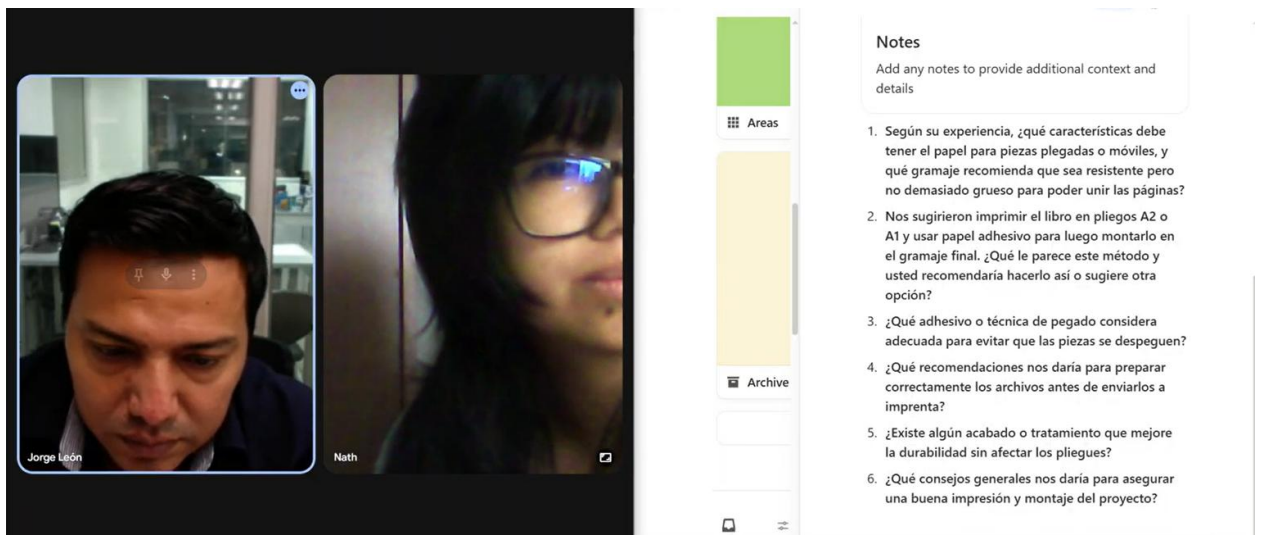 Jorge León
Nath
Areas
Archive
Notes
Add any notes to provide additional context and
details
1. Según su experiencia, ¿qué características debe
tener el papel para piezas plegadas o móviles, y
qué gramaje recomienda que sea resistente pero
no demasiado grueso para poder unir las páginas?
2. Nos sugirieron imprimir el libro en pliegos A2 o
A1 y usar papel adhesivo para luego montarlo en
el gramaje final. ¿Qué le parece este método y
usted recomendaría hacerlo así o sugiere otra
opción?
3. ¿Qué adhesivo o técnica de pegado considera
adecuada para evitar que las piezas se despeguen?
4. ¿Qué recomendaciones nos daría para preparar
correctamente los archivos antes de enviarlos a
imprenta?
5. ¿Existe algún acabado o tratamiento que mejore
la durabilidad sin afectar los pliegues?
6. ¿Qué consejos generales nos daría para asegurar
una buena impresión y montaje del proyecto?